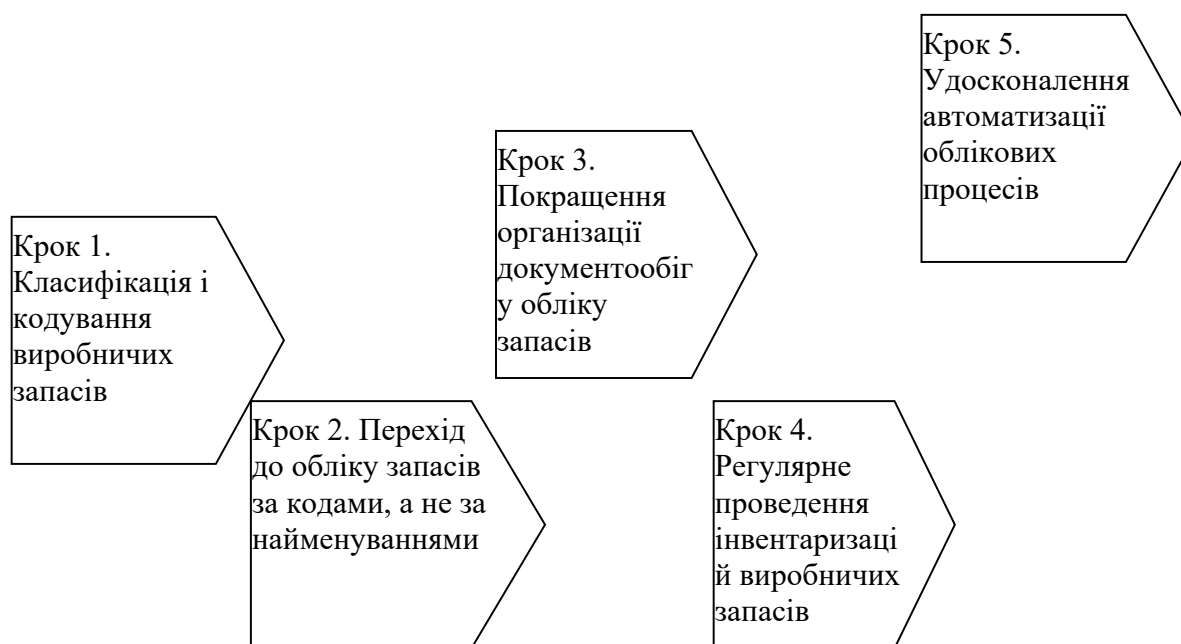 Крок 1.
Класифікація і
кодування
виробничих
запасів
Крок 2. Перехід
до обліку запасів
за кодами, а не за
найменуваннями
Крок 3.
Покращення
організації
документообіг
у обліку
запасів
Крок 4.
Регулярне
проведення
інвентаризаці
й виробничих
запасів
Крок 5.
Удосконалення
автоматизації
облікових
процесів